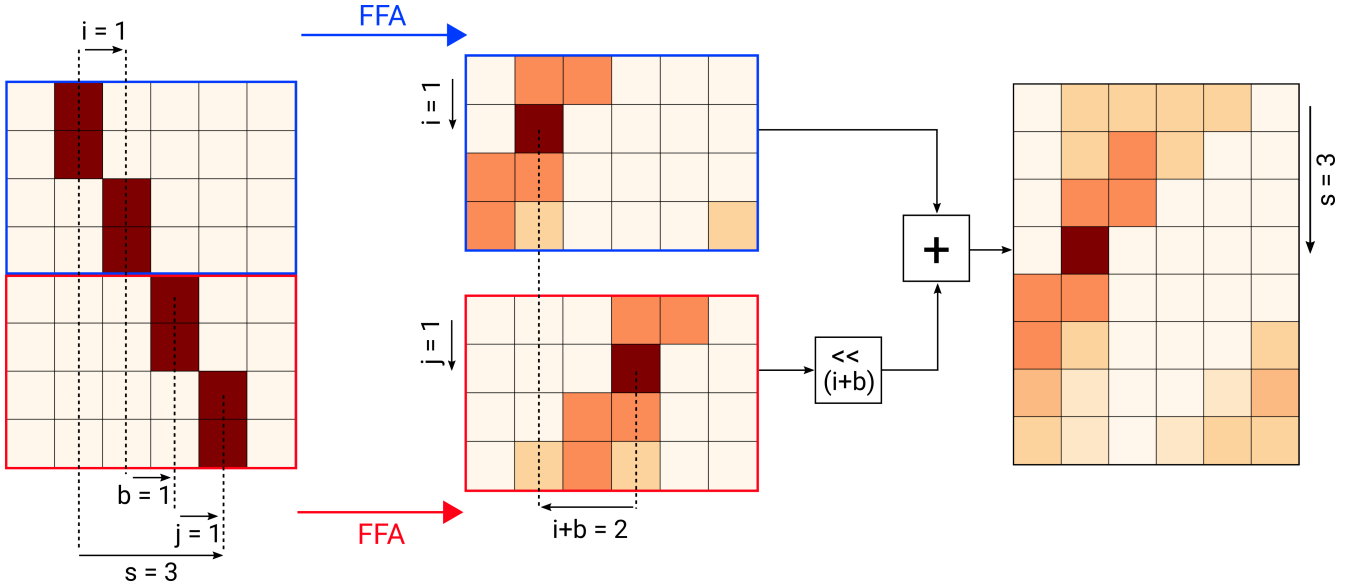 i = 1
FFA
i = 1
s = 3
+
j = 1
<<
(i+b)
b = 1
j = 1
s = 3
FFA
i+b = 2